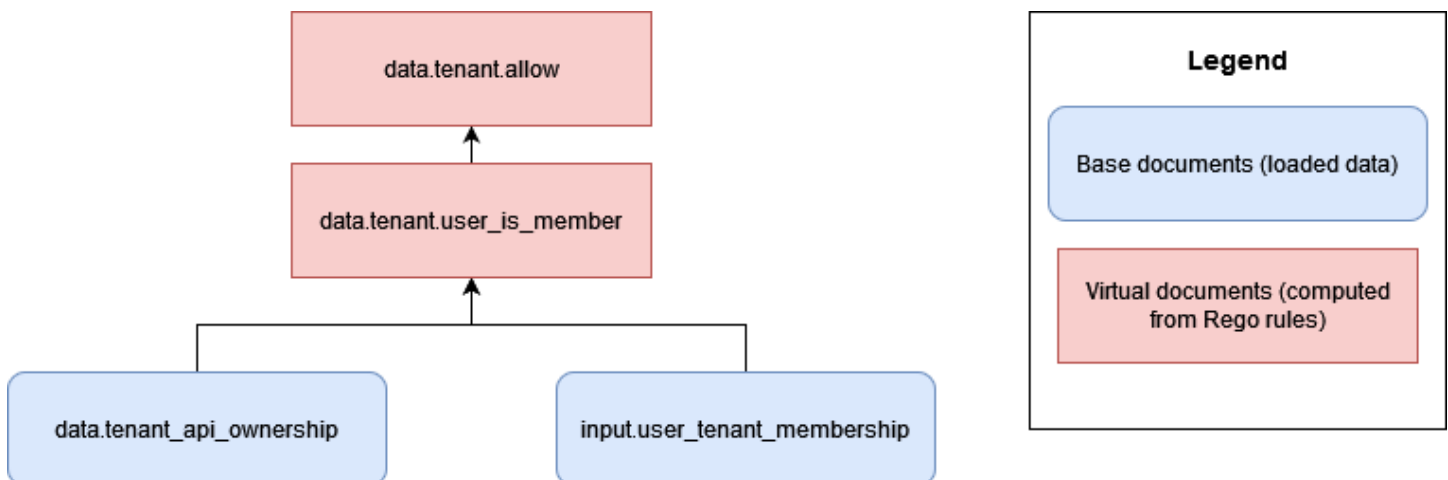 data.tenant.allow
data.tenant.user_is_member
data.tenant_api_ownership
input.user_tenant_membership
Legend
Base documents (loaded data)
Virtual documents (computed
from Rego rules)